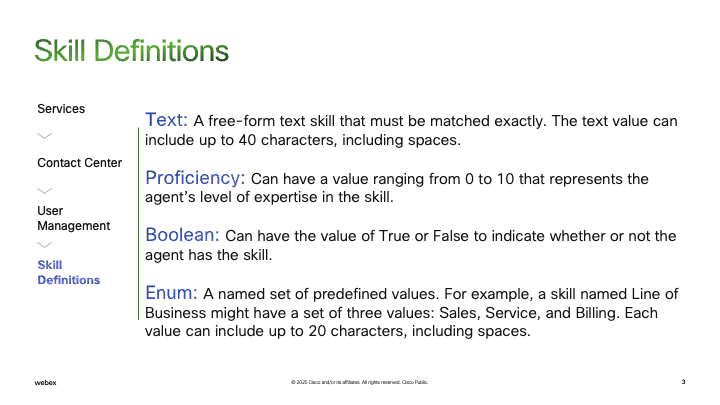 Skill Definitions
Services
Contact Center
User
Management
Skill
Definitions
Text: A free-form text skill that must be matched exactly. The text value can
include up to 40 characters, including spaces.
Proficiency: Can have a value ranging from 0 to 10 that represents the
agent's level of expertise in the skill.
Boolean: Can have the value of True or False to indicate whether or not the
agent has the skill.
Enum: A named set of predefined values. For example, a skill named Line of
Business might have a set of three values: Sales, Service, and Billing. Each
value can include up to 20 characters, including spaces.
webex
© 2025 Cisco and/or its affiliates. All rights reserved. Cisco Public.
3